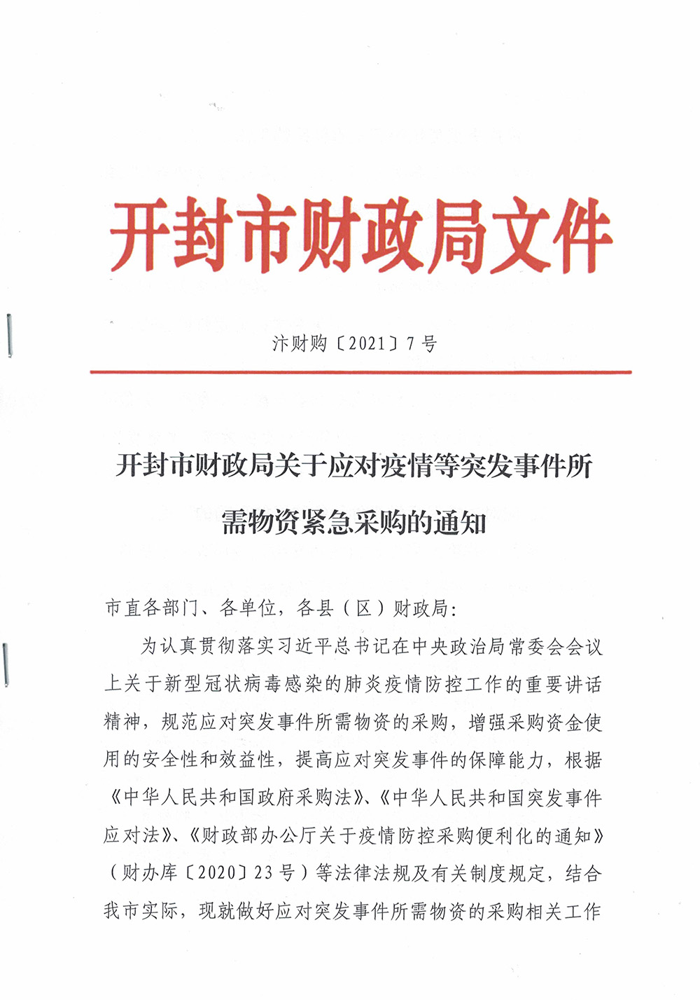 开封市财政局文件
汴财购〔2021〕7号
开封市财政局关于应对疫情等突发事件所
需物资紧急采购的通知
市直各部门、各单位，各县（区）财政局：
为认真贯彻落实习近平总书记在中央政治局常委会会议
上关于新型冠状病毒感染的肺炎疫情防控工作的重要讲话
精神，规范应对突发事件所需物资的采购，增强采购资金使
用的安全性和效益性，提高应对突发事件的保障能力，根据
《中华人民共和国政府采购法》、《中华人民共和国突发事件
应对法》、《财政部办公厅关于疫情防控采购便利化的通知》
（财办库〔2020〕23号）等法律法规及有关制度规定，结合
我市实际，现就做好应对突发事件所需物资的采购相关工作